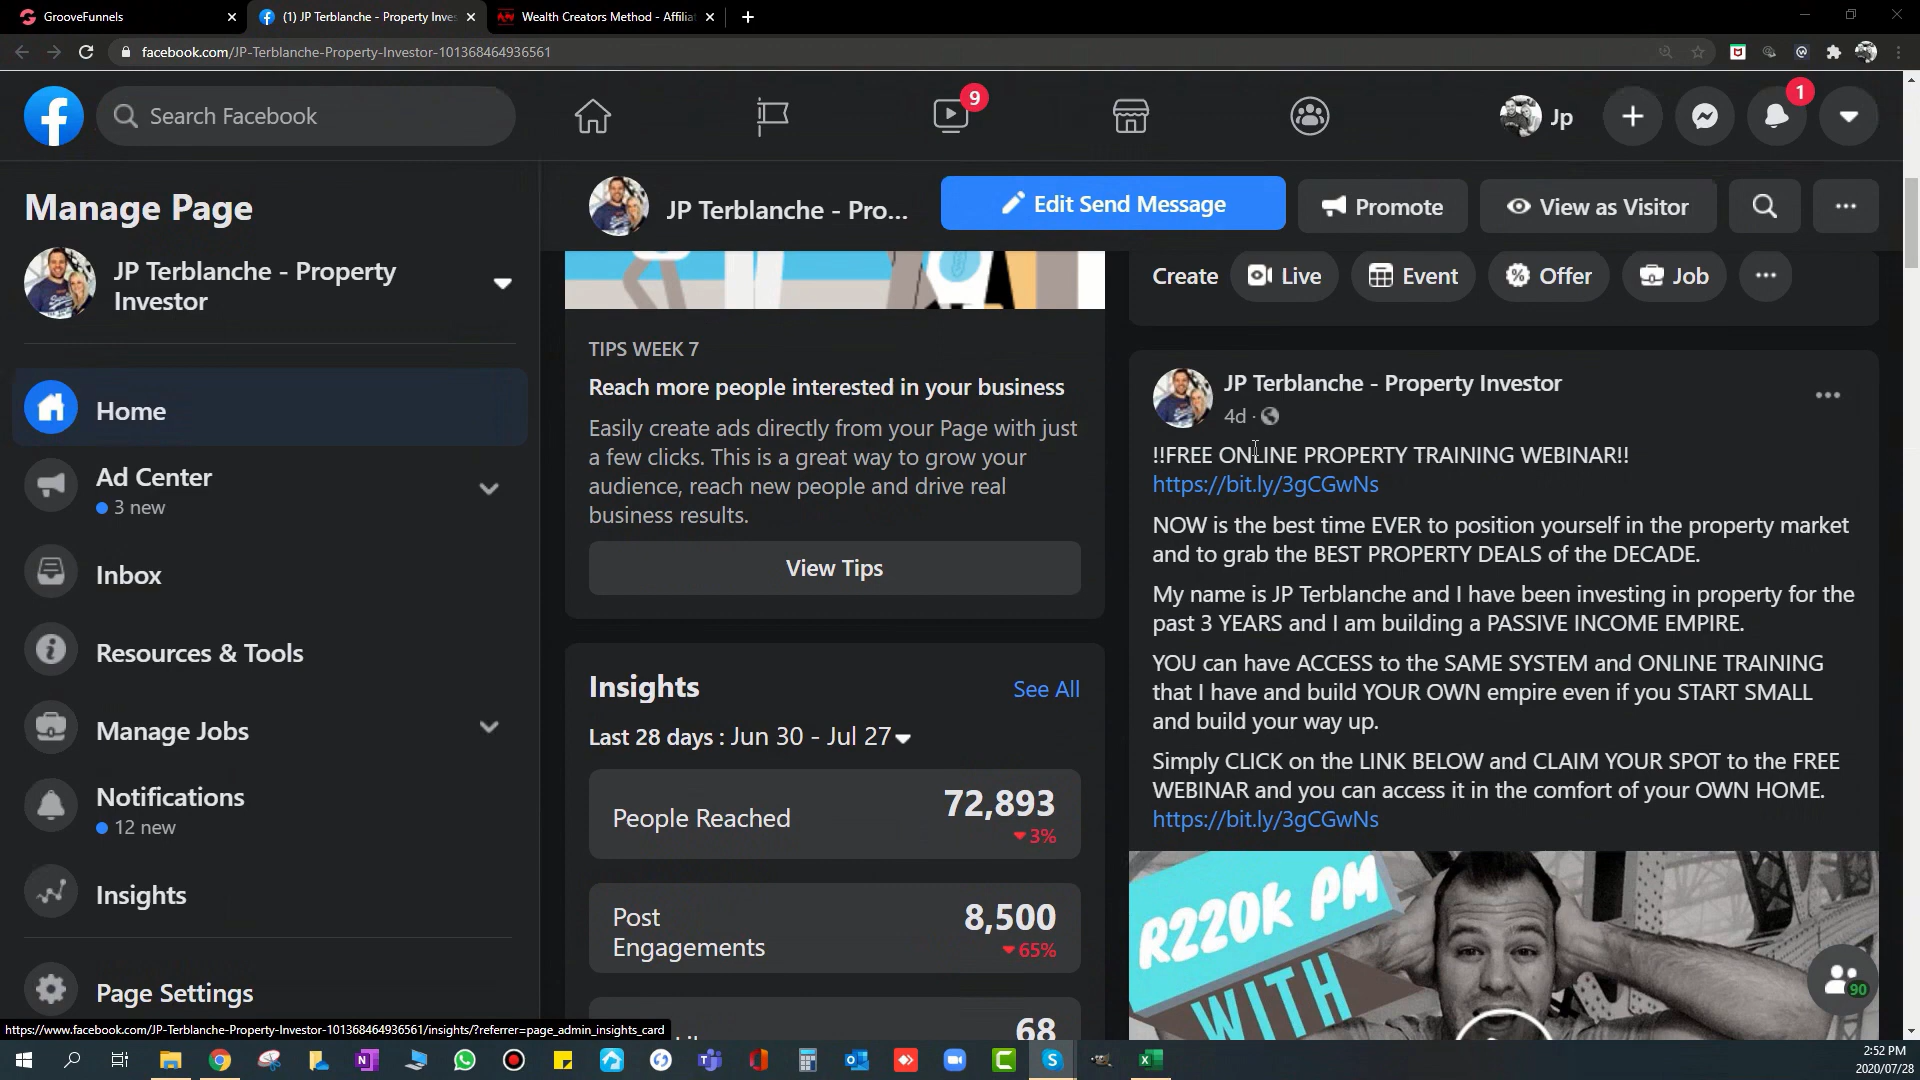 GrooveFunnels
(1) JP Terblanche - Property Inves
Wealth Creators Method - Affilia
facebook.com/JP-Terblanche-Property-Investor-101368464936561
Search Facebook
9
Jp
1
Manage Page
JP Terblanche - Property
Investor
Home
Ad Center
3 new
Inbox
Resources & Tools
Manage Jobs
Notifications
12 new
Insights
Page Settings
JP Terblanche - Pro...
Edit Send Message
Promote
View as Visitor
TIPS WEEK 7
Reach more people interested in your business
Easily create ads directly from your Page with just
a few clicks. This is a great way to grow your
audience, reach new people and drive real
business results.
View Tips
Insights
See All
Last 28 days : Jun 30 - Jul 27
People Reached
72,893
3%
Post
Engagements
8,500
65%
68
Create
Live
Event
Offer
Job
JP Terblanche - Property Investor
4d ·
!!FREE ONLINE PROPERTY TRAINING WEBINAR!!
https://bit.ly/3gCGwNs
NOW is the best time EVER to position yourself in the property market
and to grab the BEST PROPERTY DEALS of the DECADE.
My name is JP Terblanche and I have been investing in property for the
past 3 YEARS and I am building a PASSIVE INCOME EMPIRE.
YOU can have ACCESS to the SAME SYSTEM and ONLINE TRAINING
that I have and build YOUR OWN empire even if you START SMALL
and build your way up.
Simply CLICK on the LINK BELOW and CLAIM YOUR SPOT to the FREE
WEBINAR and you can access it in the comfort of your OWN HOME.
https://bit.ly/3gCGwNs
R220K PM
WITH
90
https://www.facebook.com/JP-Terblanche-Property-Investor-101368464936561/insights/?referrer=page_admin_insights_card
2:52 PM
2020/07/28